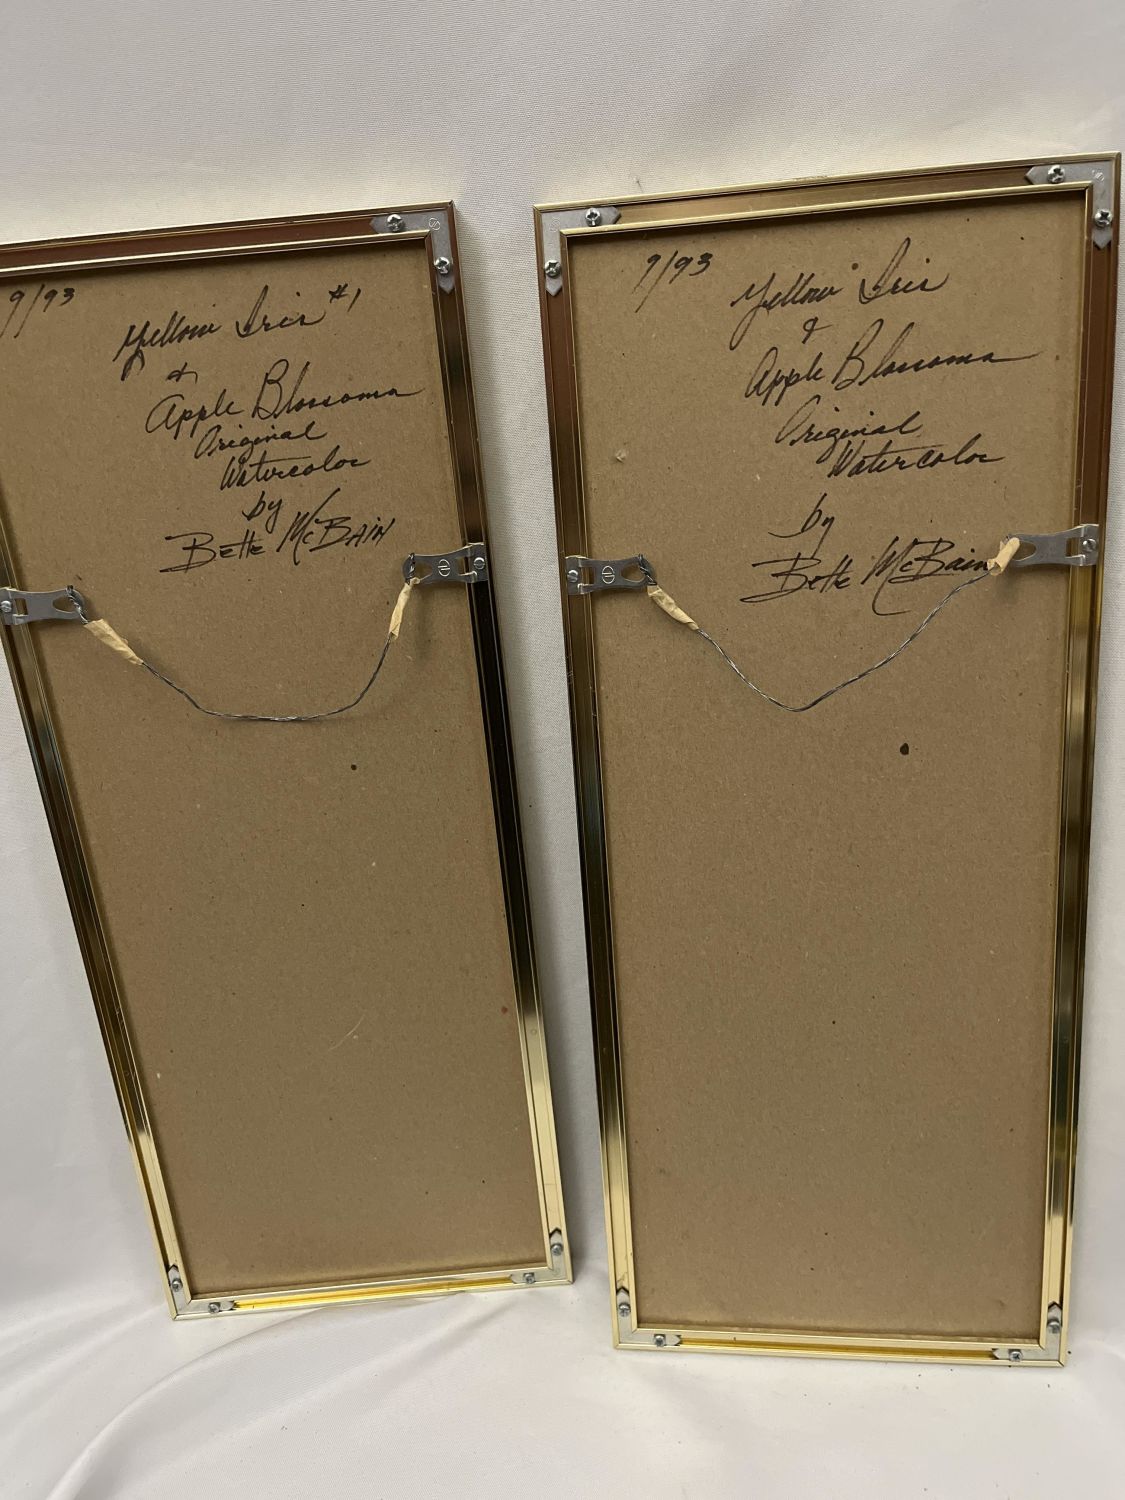 9/93
Yellow Iris #1
&
Apple Blossoms
Original
Watercolor
by
Bette McBAIN
9/93
Yellow Iris
&
Apple Blossoms
Original
Watercolor
by
Bette McBain